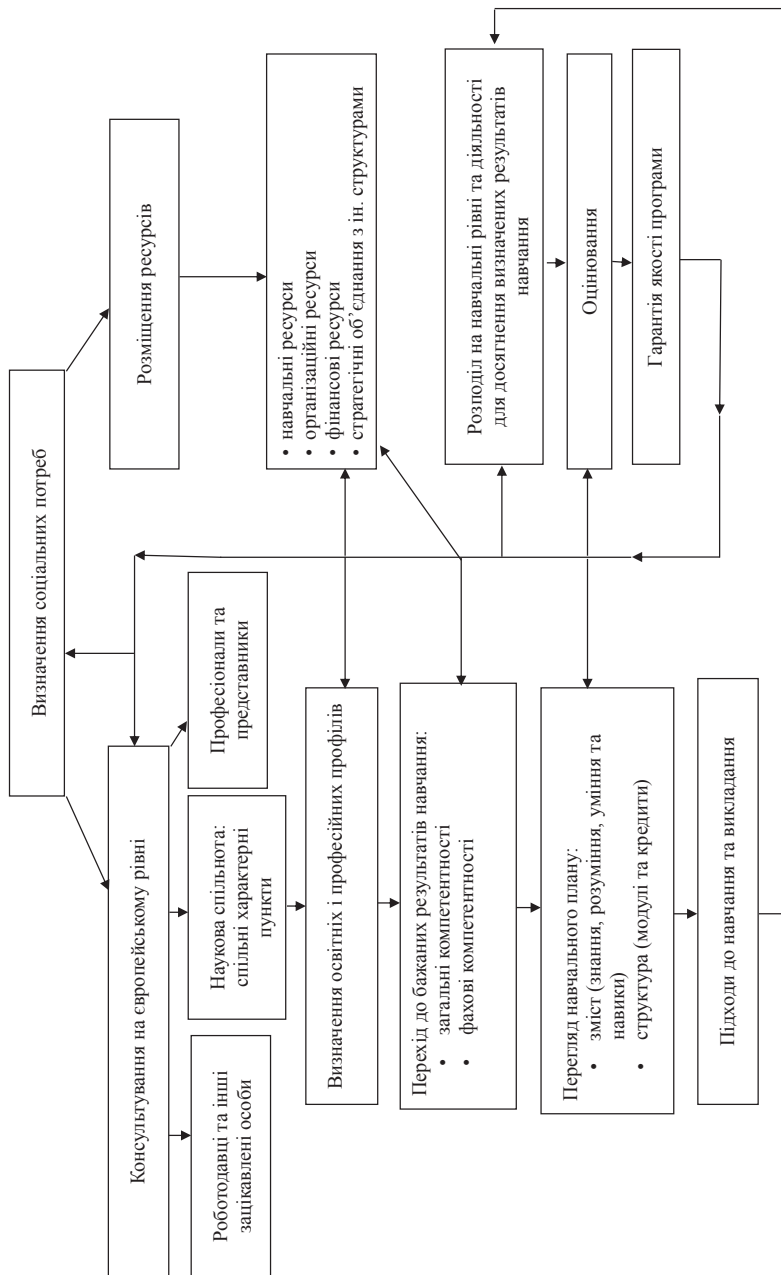 Визначення соціальних потреб
Консультування на європейському рівні
Розміщення ресурсів
Роботодавці та інші
зацікавлені особи
Наукова спільнота:
спільні характерні
пункти
Професіонали та
представники
• навчальні ресурси
• організаційні ресурси
• фінансові ресурси
• стратегічні об’єднання з ін. структурами
Визначення освітніх і професійних профілів
Перехід до бажаних результатів навчання:
• загальні компетентності
• фахові компетентності
Перегляд навчального плану:
• зміст (знання, розуміння, уміння та
навики)
• структура (модулі та кредити)
Підходи до навчання та викладання
Розподіл на навчальні рівні та діяльності
для досягнення визначених результатів
навчання
Оцінювання
Гарантія якості програми